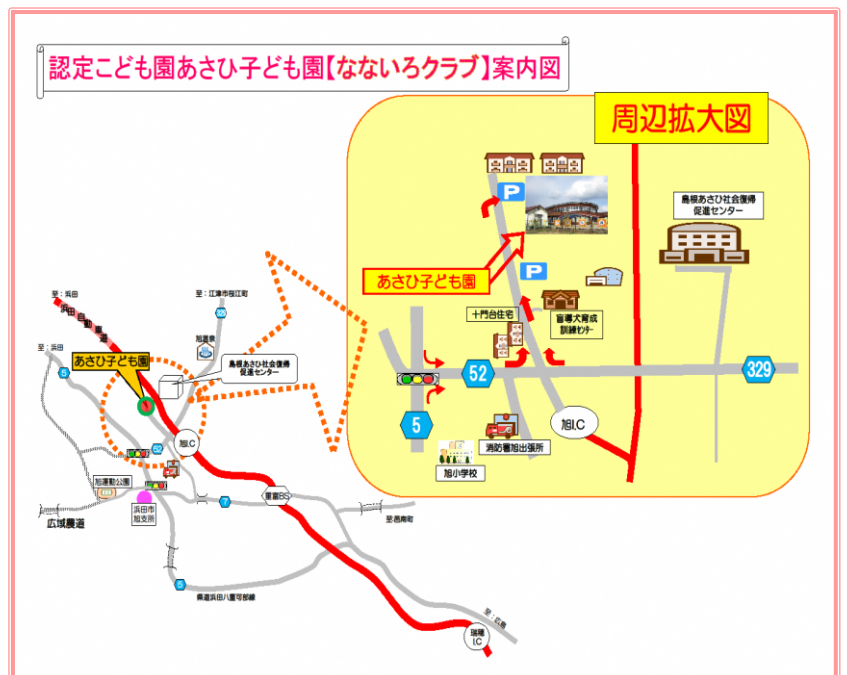 認定こども園あさひ子ども園【なないろクラブ】案内図
周辺拡大図
島根あさひ社会復帰
促進センター
P
あさひ子ども園
P
十門台住宅
盲導犬育成
訓練センター
52
329
5
旭I.C
消防署旭出張所
旭小学校
至：浜田
浜田自動車道
至：江津市桜江町
至：浜田
旭温泉
あさひ子ども園
島根あさひ社会復帰
促進センター
5
52
旭I.C
旭運動公園
浜田市
旭支所
広域農道
7
重富BS
至：邑南町
5
県道浜田八重可部線
至：広島
瑞穂
I.C